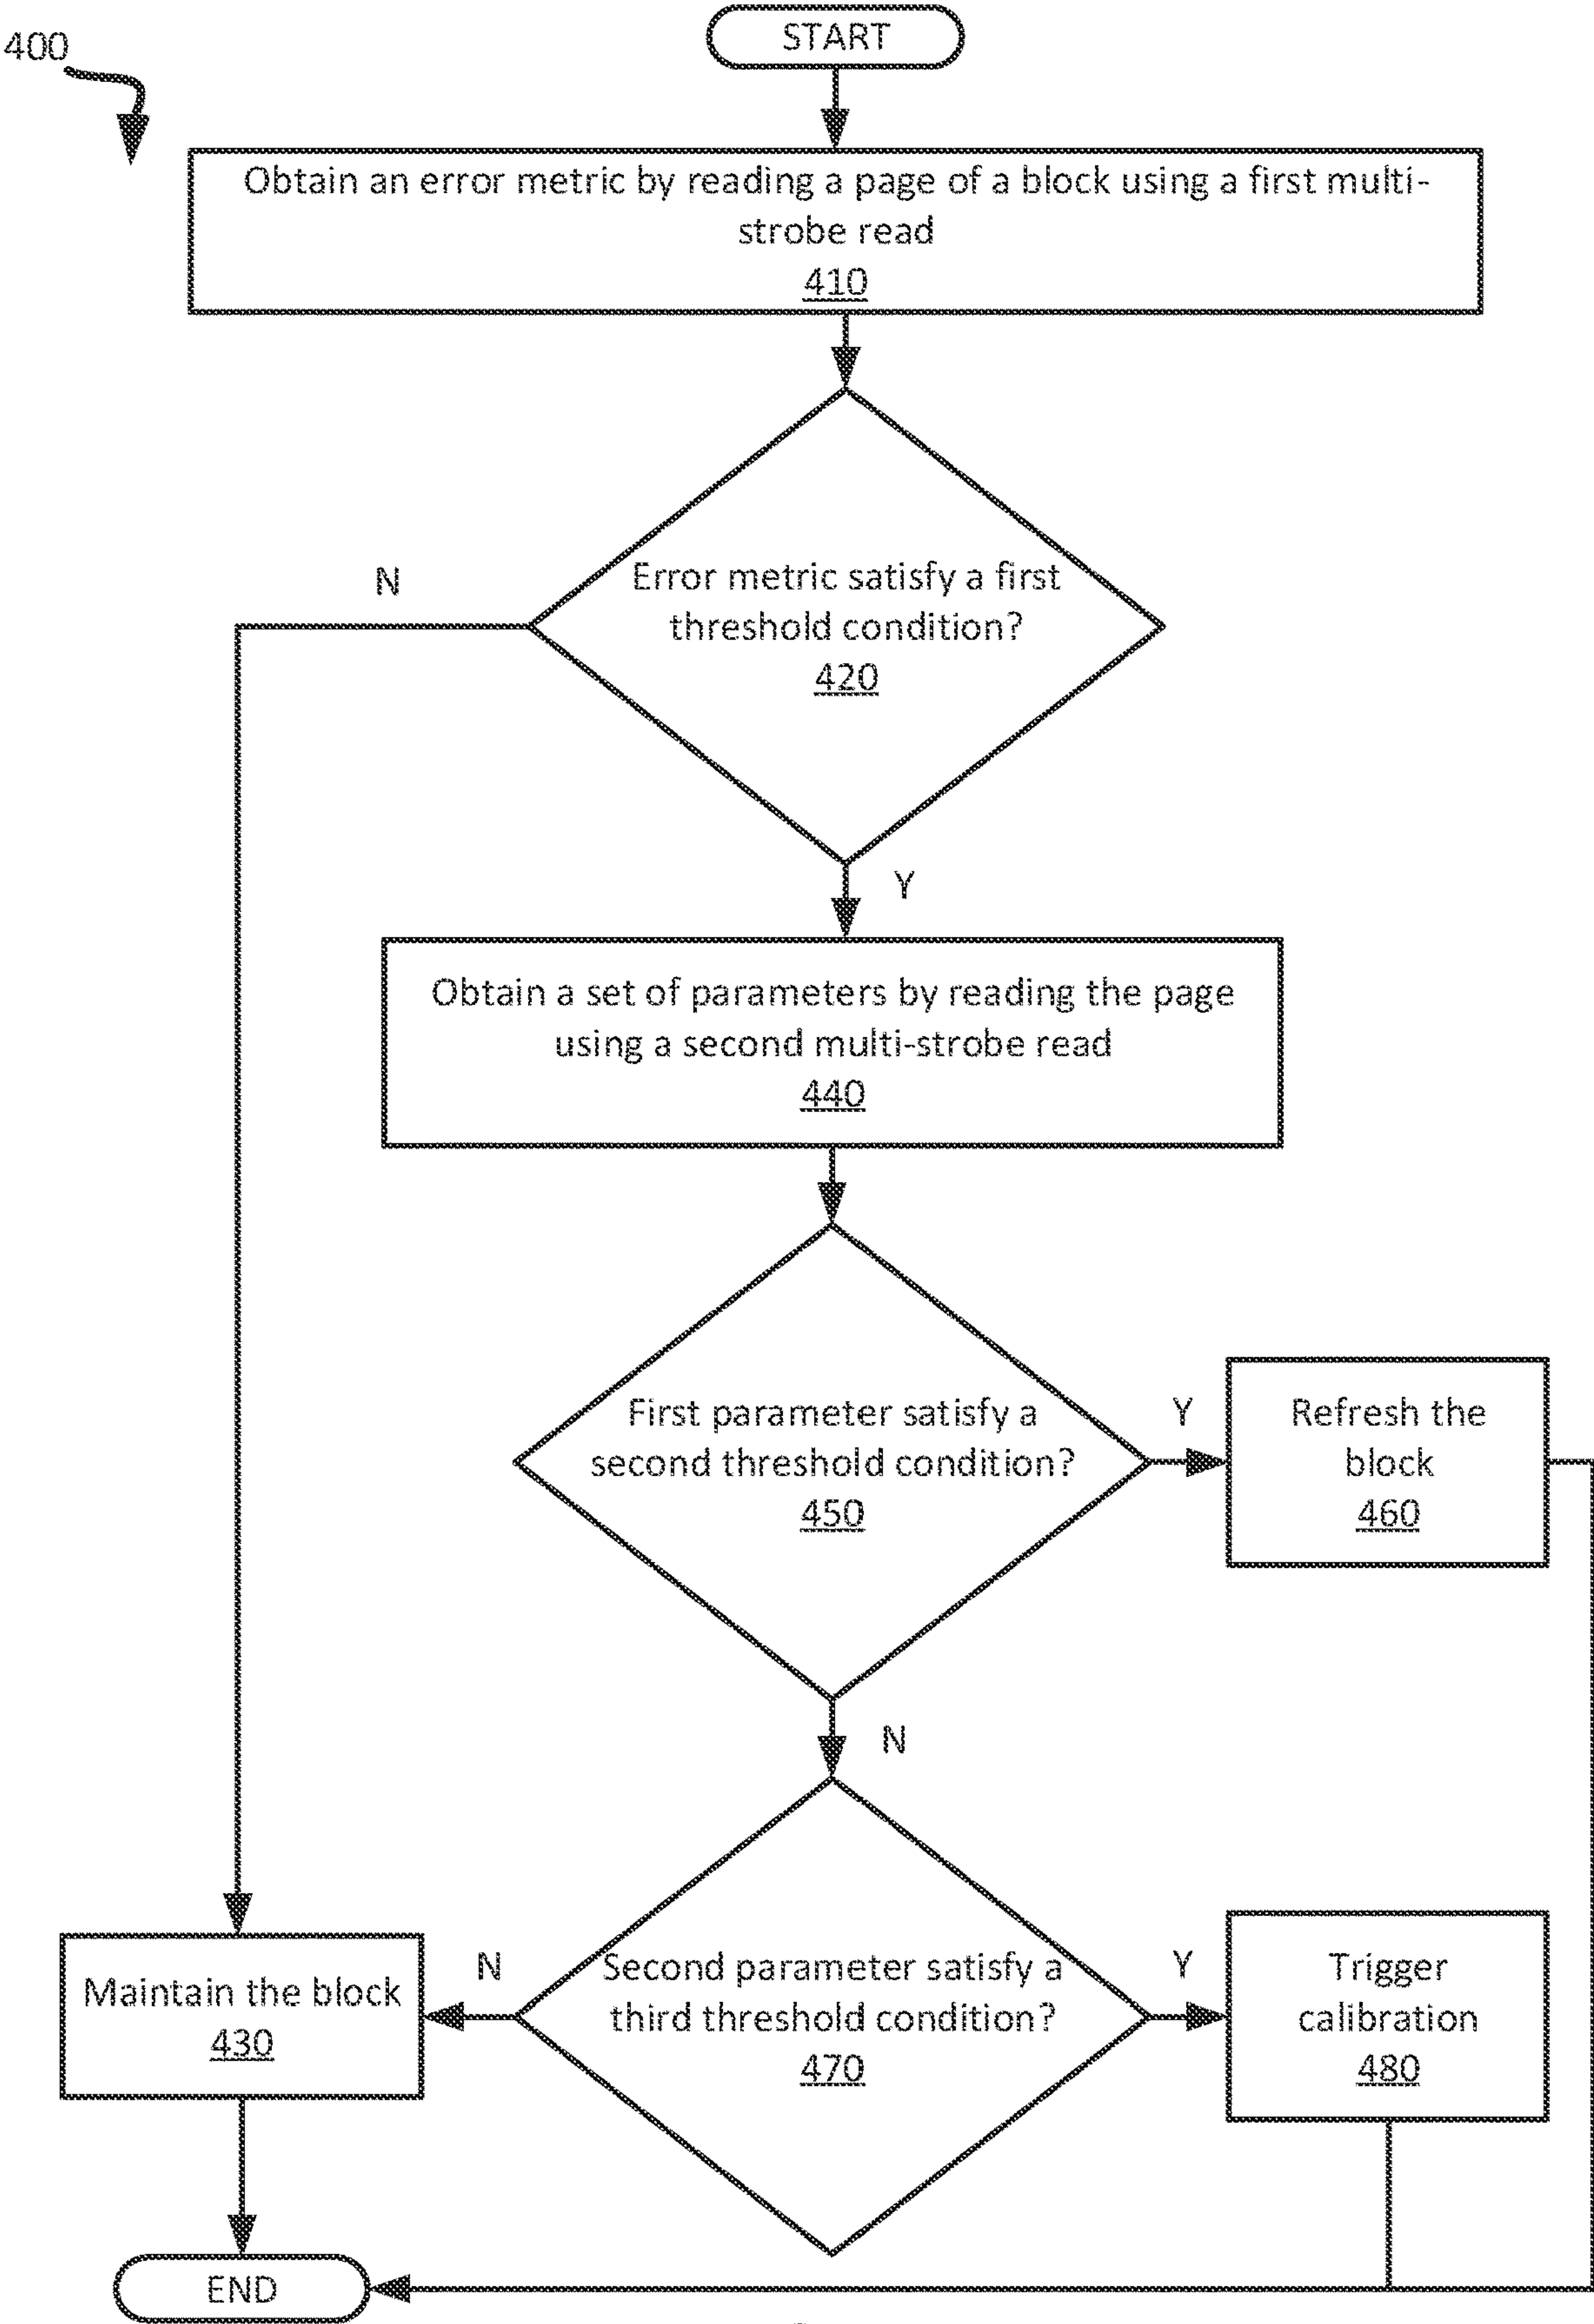 400
START
Obtain an error metric by reading a page of a block using a first multi-
strobe read
410
Error metric satisfy a first
threshold condition?
420
N
Y
Obtain a set of parameters by reading the page
using a second multi-strobe read
440
First parameter satisfy a
second threshold condition?
450
Y
Refresh the
block
460
N
Second parameter satisfy a
third threshold condition?
470
N
Maintain the block
430
Y
Trigger
calibration
480
END